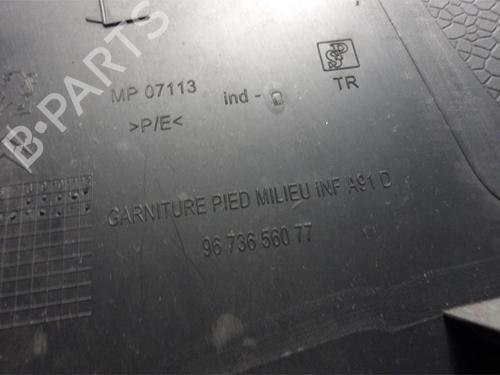 B-PARTS
MP 07113
ind -
TR
>P/E<
GARNITURE PIED MILIEU INF A91 D
96 736 560 77